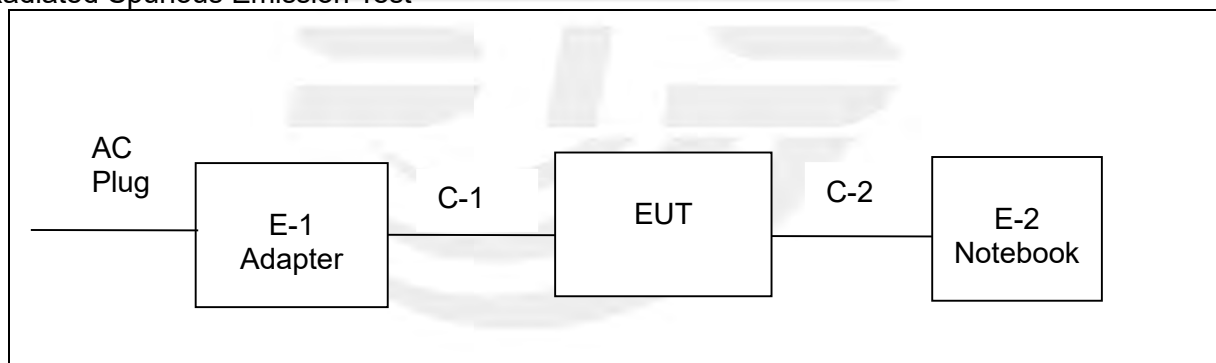 Radiated Spurious Emission Test
AC
Plug
E-1
Adapter
C-1
EUT
C-2
E-2
Notebook